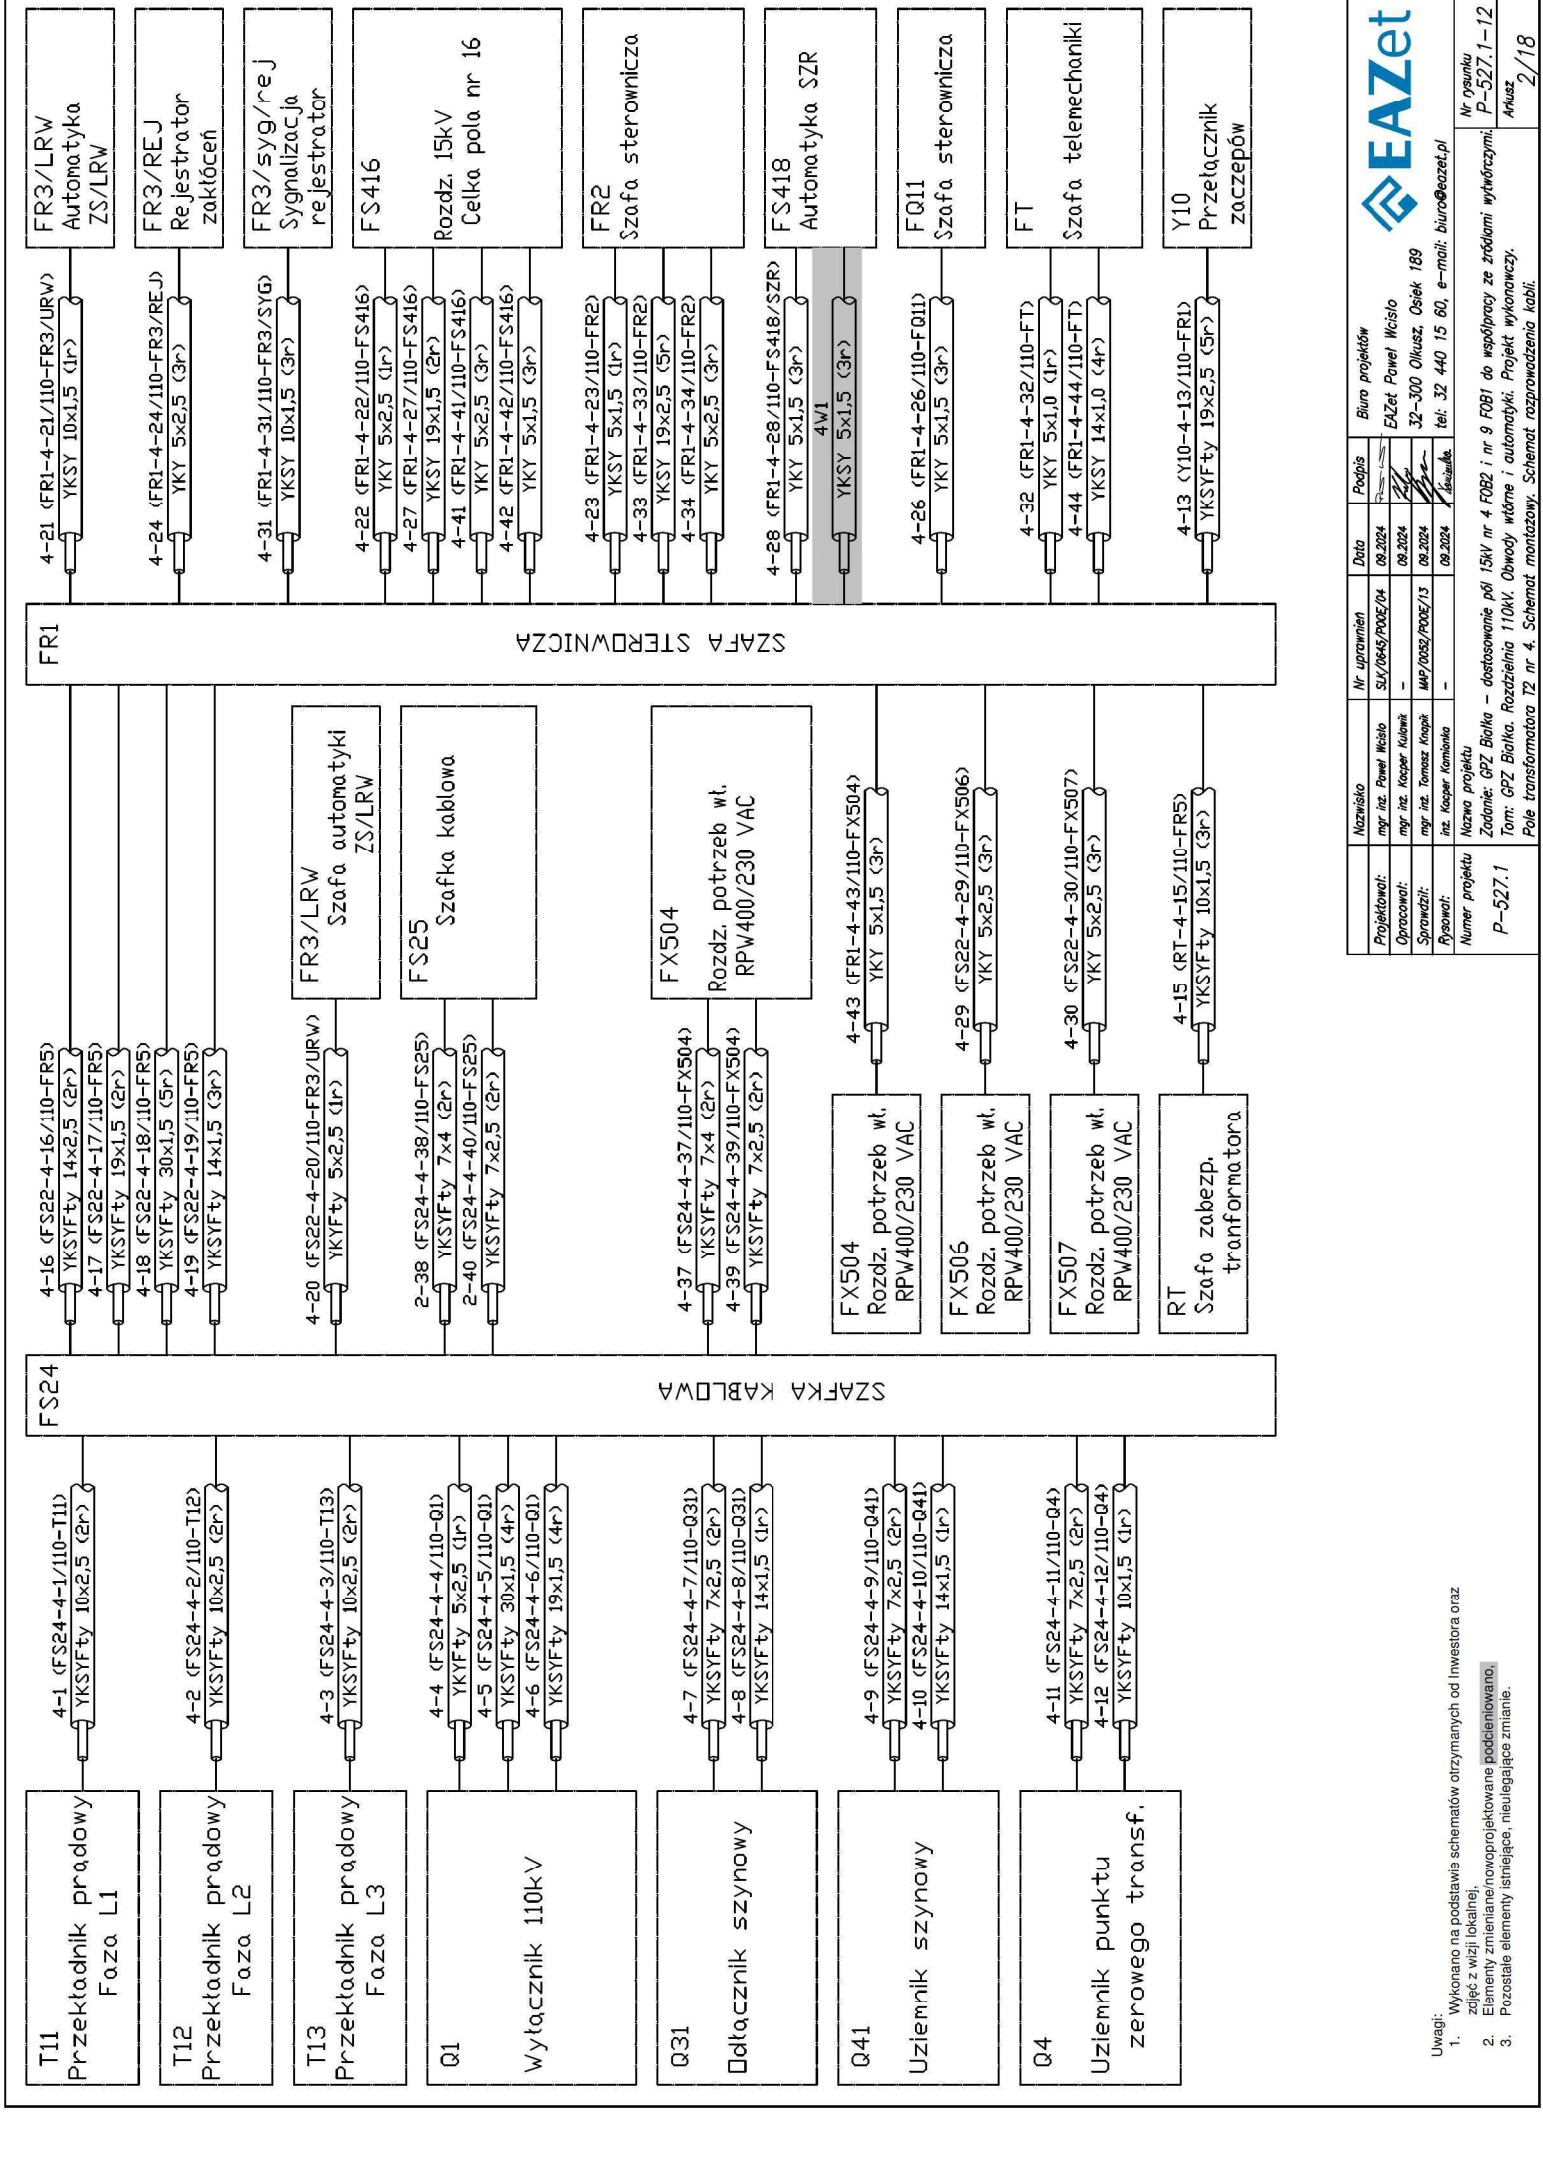 T11
Przekładnik prądowy
Faza L1
4-1 (FS24-4-1/110-T11)
YKSYFty 10x2,5 (2r)
T12
Przekładnik prądowy
Faza L2
4-2 (FS24-4-2/110-T12)
YKSYFty 10x2,5 (2r)
T13
Przekładnik prądowy
Faza L3
4-3 (FS24-4-3/110-T13)
YKSYFty 10x2,5 (2r)
Q1
Wyłącznik 110kV
4-4 (FS24-4-4/110-Q1)
YKYFty 5x2,5 (1r)
4-5 (FS24-4-5/110-Q1)
YKSYFty 30x1,5 (4r)
4-6 (FS24-4-6/110-Q1)
YKSYFty 19x1,5 (4r)
Q31
Odłącznik szynowy
4-7 (FS24-4-7/110-Q31)
YKSYFty 7x2,5 (2r)
4-8 (FS24-4-8/110-Q31)
YKSYFty 14x1,5 (1r)
Q41
Uziemnik szynowy
4-9 (FS24-4-9/110-Q41)
YKSYFty 7x2,5 (2r)
4-10 (FS24-4-10/110-Q41)
YKSYFty 14x1,5 (1r)
Q4
Uziemnik punktu
zerowego transf.
4-11 (FS24-4-11/110-Q4)
YKSYFty 7x2,5 (2r)
4-12 (FS24-4-12/110-Q4)
YKSYFty 10x1,5 (1r)
FS24
SZAFKA KABLOWA
4-16 (FS22-4-16/110-FR5)
YKSYFty 14x2,5 (2r)
4-17 (FS22-4-17/110-FR5)
YKSYFty 19x1,5 (2r)
4-18 (FS22-4-18/110-FR5)
YKSYFty 30x1,5 (5r)
4-19 (FS22-4-19/110-FR5)
YKSYFty 14x1,5 (3r)
4-20 (FS22-4-20/110-FR3/URW)
YKYFty 5x2,5 (1r)
FR3/LRW
Szafa automatyki
ZS/LRW
2-38 (FS24-4-38/110-FS25)
YKSYFty 7x4 (2r)
2-40 (FS24-4-40/110-FS25)
YKSYFty 7x2,5 (2r)
FS25
Szafka kablowa
4-37 (FS24-4-37/110-FX504)
YKSYFty 7x4 (2r)
4-39 (FS24-4-39/110-FX504)
YKSYFty 7x2,5 (2r)
FX504
Rozdz. potrzeb wł.
RPW400/230 VAC
FX504
Rozdz. potrzeb wł.
RPW400/230 VAC
4-43 (FR1-4-43/110-FX504)
YKY 5x1,5 (3r)
FX506
Rozdz. potrzeb wł.
RPW400/230 VAC
4-29 (FS22-4-29/110-FX506)
YKY 5x2,5 (3r)
FX507
Rozdz. potrzeb wł.
RPW400/230 VAC
4-30 (FS22-4-30/110-FX507)
YKY 5x2,5 (3r)
RT
Szafa zabezp.
tranformatora
4-15 (RT-4-15/110-FR5)
YKSYFty 10x1,5 (3r)
FR1
SZAFA STEROWNICZA
4-21 (FR1-4-21/110-FR3/URW)
YKSY 10x1,5 (1r)
FR3/LRW
Automatyka
ZS/LRW
4-24 (FR1-4-24/110-FR3/REJ)
YKY 5x2,5 (3r)
FR3/REJ
Rejestrator
zakłóceń
4-31 (FR1-4-31/110-FR3/SYG)
YKSY 10x1,5 (3r)
FR3/syg/rej
Sygnalizacja
rejestrator
4-22 (FR1-4-22/110-FS416)
YKY 5x2,5 (1r)
4-27 (FR1-4-27/110-FS416)
YKSY 19x1,5 (2r)
4-41 (FR1-4-41/110-FS416)
YKY 5x2,5 (3r)
4-42 (FR1-4-42/110-FS416)
YKY 5x1,5 (3r)
FS416
Rozdz. 15kV
Celka pola nr 16
4-23 (FR1-4-23/110-FR2)
YKSY 5x1,5 (1r)
4-33 (FR1-4-33/110-FR2)
YKSY 19x2,5 (5r)
4-34 (FR1-4-34/110-FR2)
YKY 5x2,5 (3r)
FR2
Szafa sterownicza
4-28 (FR1-4-28/110-FS418/SZR)
YKY 5x1,5 (3r)
4W1
YKSY 5x1,5 (3r)
FS418
Automatyka SZR
4-26 (FR1-4-26/110-FQ11)
YKSY 5x1,5 (3r)
FQ11
Szafa sterownicza
4-32 (FR1-4-32/110-FT)
YKY 5x1,0 (1r)
4-44 (FR1-4-44/110-FT)
YKSY 14x1,0 (4r)
FT
Szafa telemechaniki
4-13 (Y10-4-13/110-FR1)
YKSYFty 19x2,5 (5r)
Y10
Przełącznik
zaczepów
Uwagi:
1. Wykonano na podstawie schematów otrzymanych od Inwestora oraz
zdjęć z wizji lokalnej,
2. Elementy zmieniane/nowoprojektowane podcieniowano,
3. Pozostałe elementy istniejące, nieulegające zmianie.
Nazwisko Nr uprawnień Data Podpis
Projektował: mgr inż. Paweł Wcisło SLK/0645/POOE/04 09.2024
Opracował: mgr inż. Kacper Kulawik – 09.2024
Sprawdził: mgr inż. Tomasz Knapik MAP/0052/POOE/13 09.2024
Rysował: inż. Kacper Kamionka – 09.2024
Biuro projektów
EAZet Paweł Wcisło
32-300 Olkusz, Osiek 189
tel: 32 440 15 60, e-mail: biuro@eazet.pl
EAZet
Numer projektu
P-527.1
Nazwa projektu
Zadanie: GPZ Białka – dostosowanie pól 15kV nr 4 F0B2 i nr 9 F0B1 do współpracy ze źródłami wytwórczymi.
Tom: GPZ Białka. Rozdzielnia 110kV. Obwody wtórne i automatyki. Projekt wykonawczy.
Pole transformatora T2 nr 4. Schemat montażowy. Schemat rozprowadzenia kabli.
Nr rysunku
P-527.1-12
Arkusz
2/18